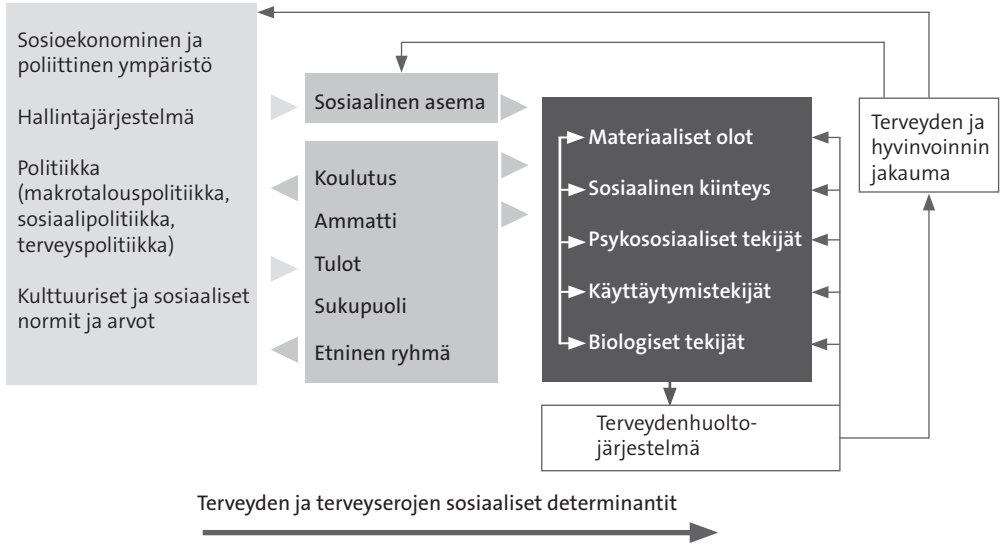 Sosioekonominen ja
poliittinen ympäristö
Hallintajärjestelmä
Politiikka
(makrotalouspolitiikka,
sosiaalipolitiikka,
terveyspolitiikka)
Kulttuuriset ja sosiaaliset
normit ja arvot
Sosiaalinen asema
Koulutus
Ammatti
Tulot
Sukupuoli
Etninen ryhmä
Materiaaliset olot
Sosiaalinen kiinteys
Psykososiaaliset tekijät
Käyttäytymistekijät
Biologiset tekijät
Terveydenhuolto-
järjestelmä
Terveyden ja
hyvinvoinnin
jakauma
Terveyden ja terveyserojen sosiaaliset determinantit